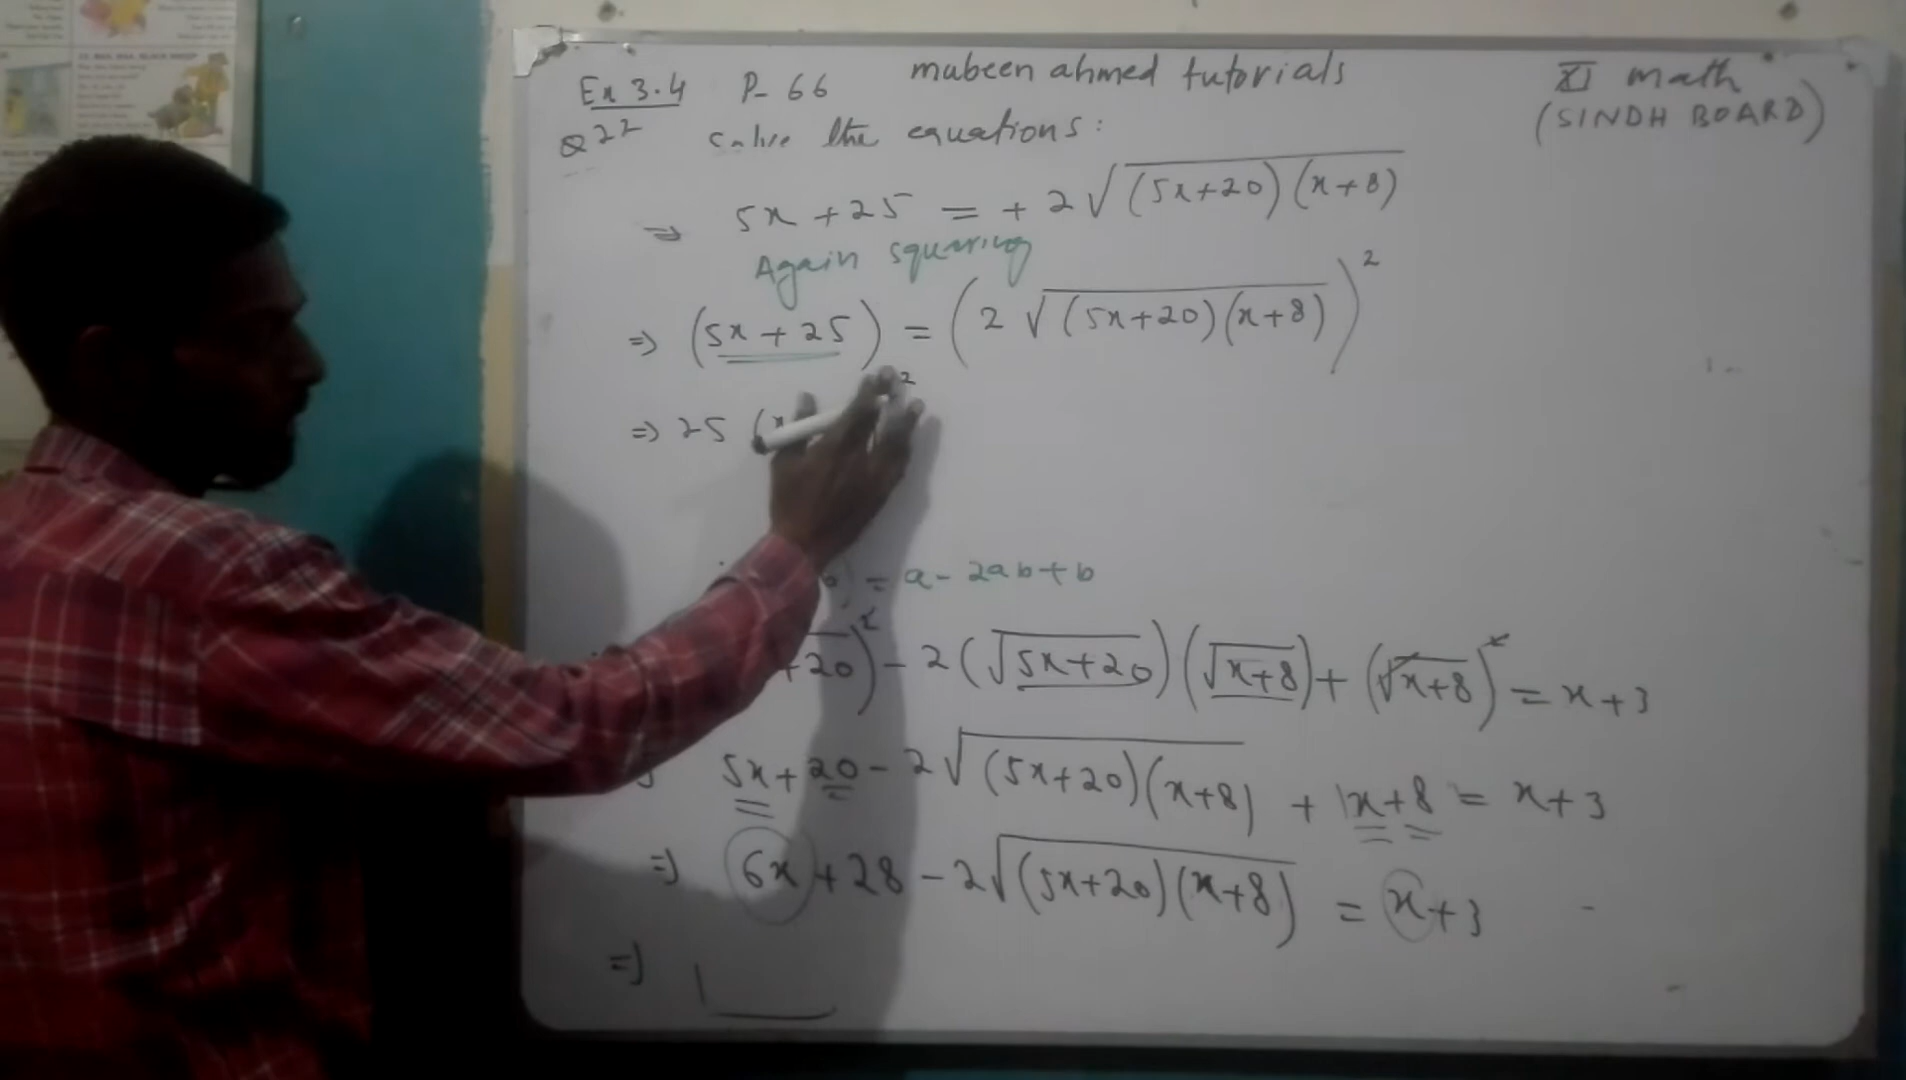 Ex 3.4 P- 66 mubeen ahmed tutorials XI math
(SINDH BOARD)
Q22 Solve the equations:
=> 5x + 25 = + 2√(5x+20)(x+8)
Again squaring
=> (5x + 25) = (2 √(5x+20)(x+8))²
=> 25 (x ²
= a - 2ab + b
+20)² - 2(√5x+20)(√x+8) + (√x+8)² = x + 3
5x + 20 - 2√(5x+20)(x+8) + 1x + 8 = x + 3
=> 6x + 28 - 2√(5x+20)(x+8) = x + 3
=>